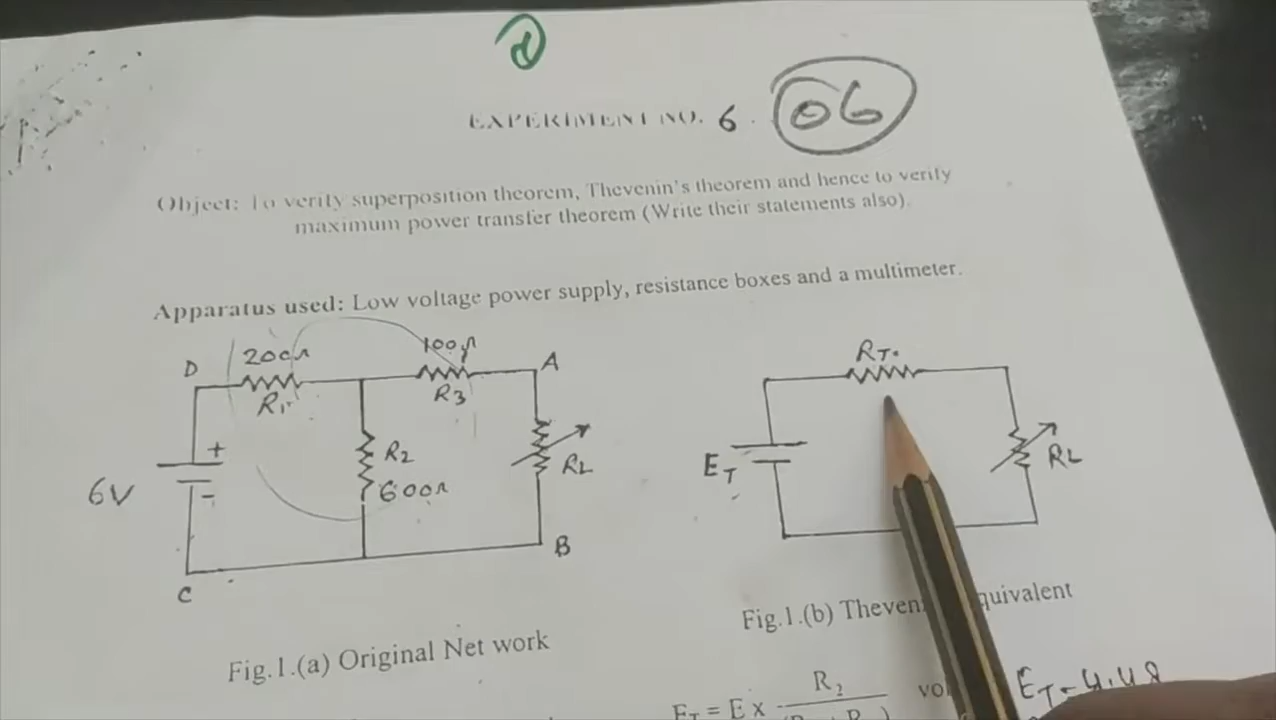 EXPERIMENT NO. 6 06
Object: To verify superposition theorem, Thevenin's theorem and hence to verify
maximum power transfer theorem (Write their statements also).
Apparatus used: Low voltage power supply, resistance boxes and a multimeter.
D 200Ω 100Ω A
R1 R3
+ R2 RL
6V - 600Ω
C B
RT
ET RL
Fig.1.(a) Original Net work
Fig.1.(b) Theven quivalent
ET = E x R2 vol ET = 4.48